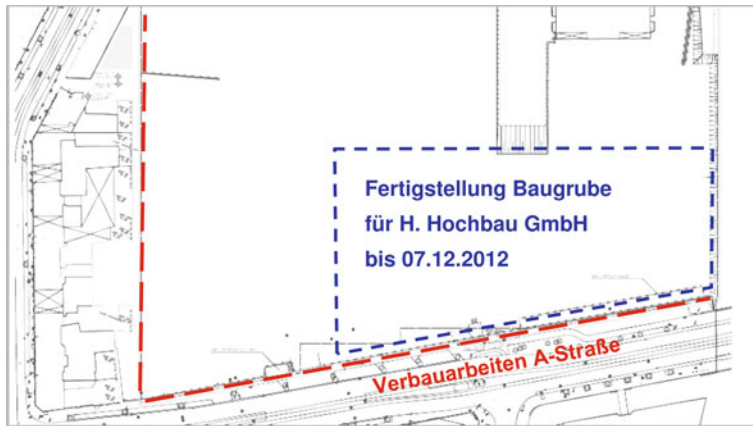 Fertigstellung Baugrube
für H. Hochbau GmbH
bis 07.12.2012
Verbauarbeiten A-Straße